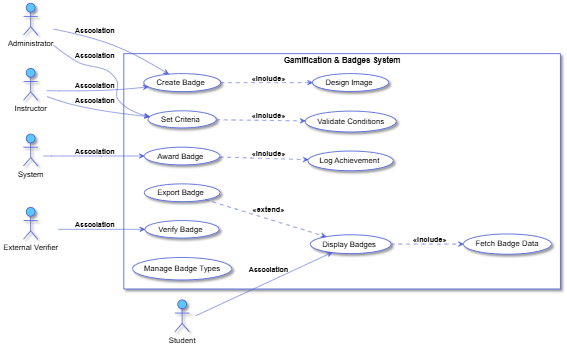 Administrator
Association
Association
Gamification & Badges System
Create Badge
«include»
Design Image
Instructor
Association
Association
Set Criteria
«include»
Validate Conditions
System
Association
Award Badge
«include»
Log Achievement
Export Badge
«extend»
External Verifier
Association
Verify Badge
Display Badges
«include»
Fetch Badge Data
Manage Badge Types
Association
Student